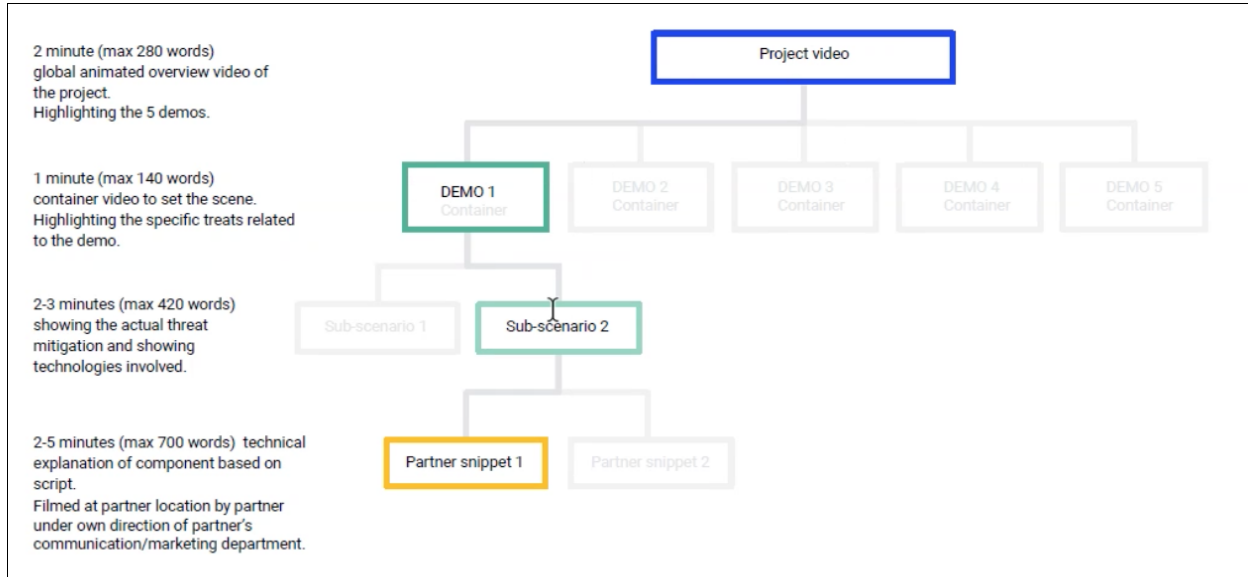 2 minute (max 280 words)
global animated overview video of
the project.
Highlighting the 5 demos.
Project video
1 minute (max 140 words)
container video to set the scene.
Highlighting the specific treats related
to the demo.
DEMO 1
Container
DEMO 2
Container
DEMO 3
Container
DEMO 4
Container
DEMO 5
Container
2-3 minutes (max 420 words)
showing the actual threat
mitigation and showing
technologies involved.
Sub-scenario 1
Sub-scenario 2
2-5 minutes (max 700 words) technical
explanation of component based on
script.
Filmed at partner location by partner
under own direction of partner's
communication/marketing department.
Partner snippet 1
Partner snippet 2